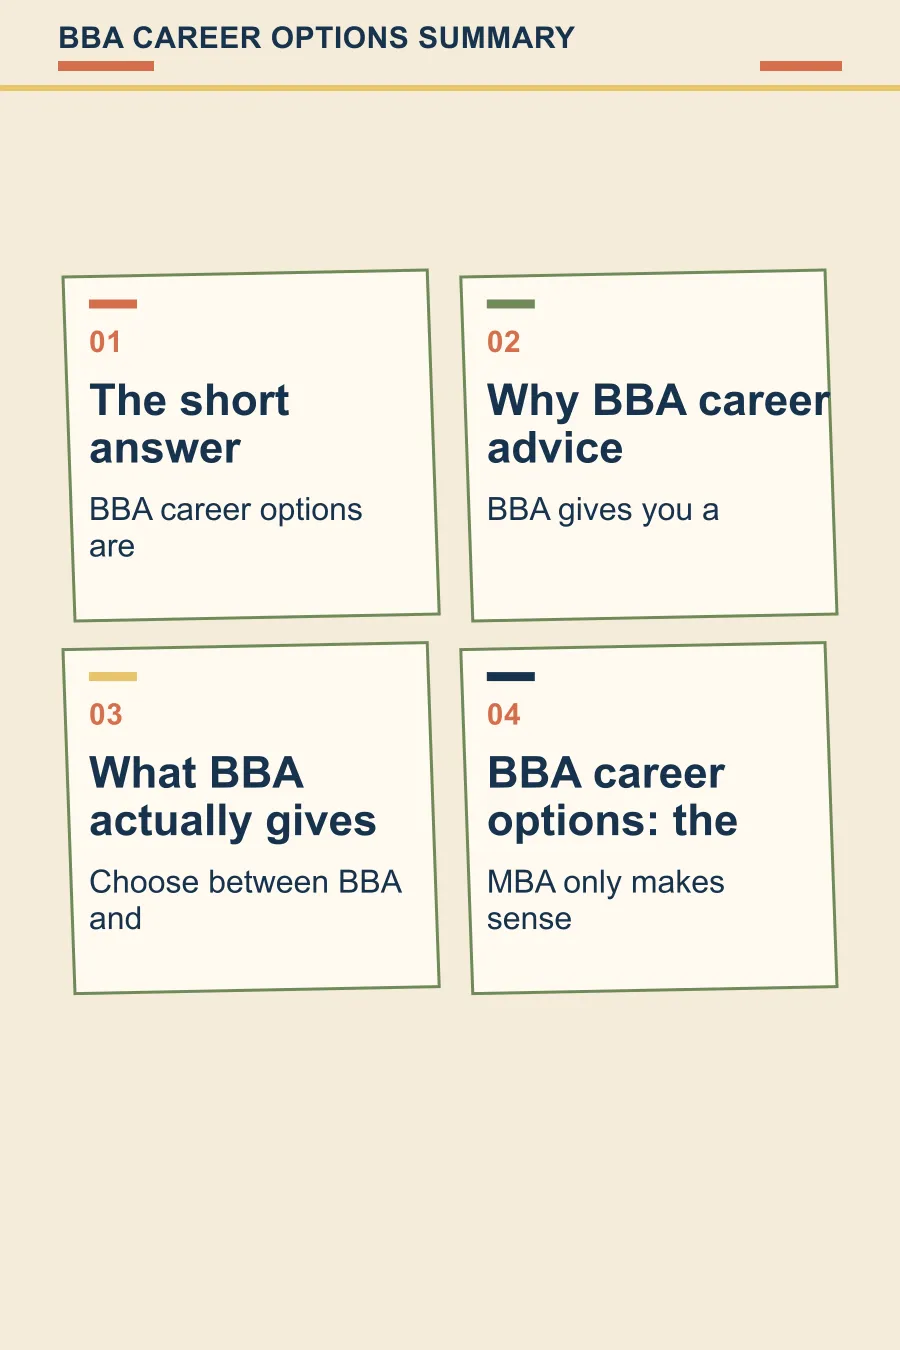 BBA CAREER OPTIONS SUMMARY
01
The short
answer
BBA career options
are
02
Why BBA career
advice
BBA gives you a
03
What BBA
actually gives
Choose between BBA
and
04
BBA career
options: the
MBA only makes
sense